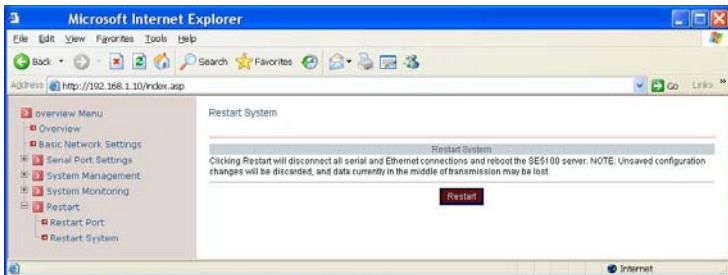 Microsoft Internet Explorer
File Edit View Favorites Tools Help
Back Search Favorites
Address http://192.168.1.10/index.asp Go Links »
overview Menu
Overview
Basic Network Settings
Serial Port Settings
System Management
System Monitoring
Restart
Restart Port
Restart System
Restart System
Restart System
Clicking Restart will disconnect all serial and Ethernet connections and reboot the SE5100 server. NOTE: Unsaved configuration
changes will be discarded, and data currently in the middle of transmission may be lost.
Restart
Internet